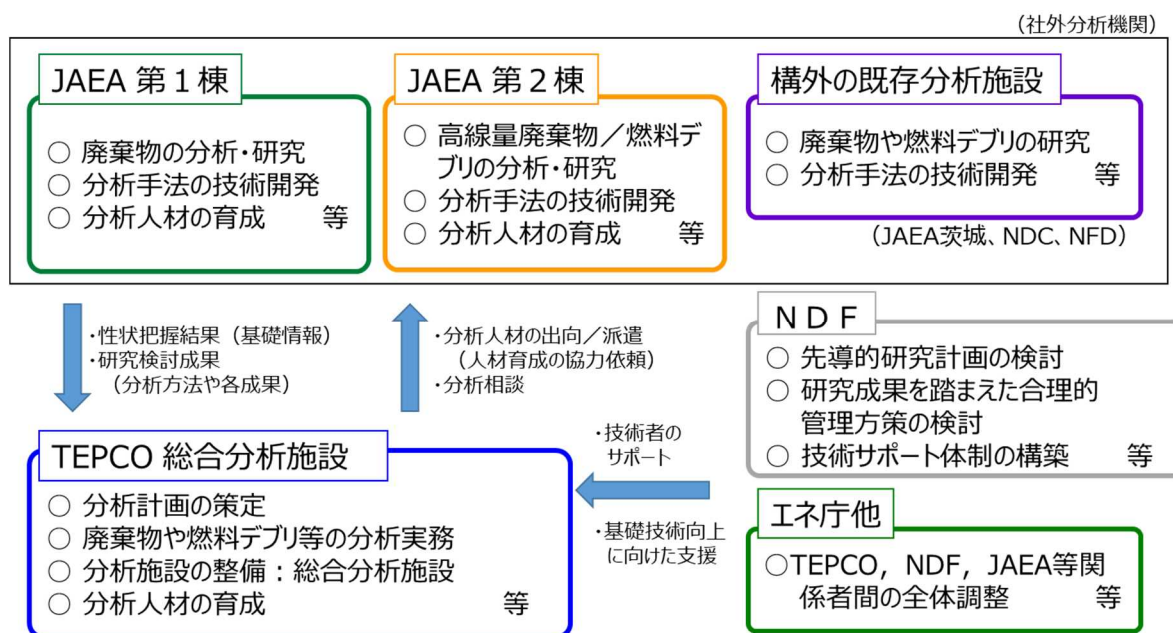 （社外分析機関）
JAEA 第１棟
○ 廃棄物の分析・研究
○ 分析手法の技術開発
○ 分析人材の育成　　等
JAEA 第２棟
○ 高線量廃棄物／燃料デ
ブリの分析・研究
○ 分析手法の技術開発
○ 分析人材の育成　　等
構外の既存分析施設
○ 廃棄物や燃料デブリの研究
○ 分析手法の技術開発　　等
（JAEA茨城、NDC、NFD）
・性状把握結果（基礎情報）
・研究検討成果
（分析方法や各成果）
・分析人材の出向／派遣
（人材育成の協力依頼）
・分析相談
TEPCO 総合分析施設
○ 分析計画の策定
○ 廃棄物や燃料デブリ等の分析実務
○ 分析施設の整備：総合分析施設
○ 分析人材の育成　　等
・技術者の
サポート
・基礎技術向上
に向けた支援
ＮＤＦ
○ 先導的研究計画の検討
○ 研究成果を踏まえた合理的
管理方策の検討
○ 技術サポート体制の構築　　等
エネ庁他
○TEPCO，NDF，JAEA等関
係者間の全体調整　　等